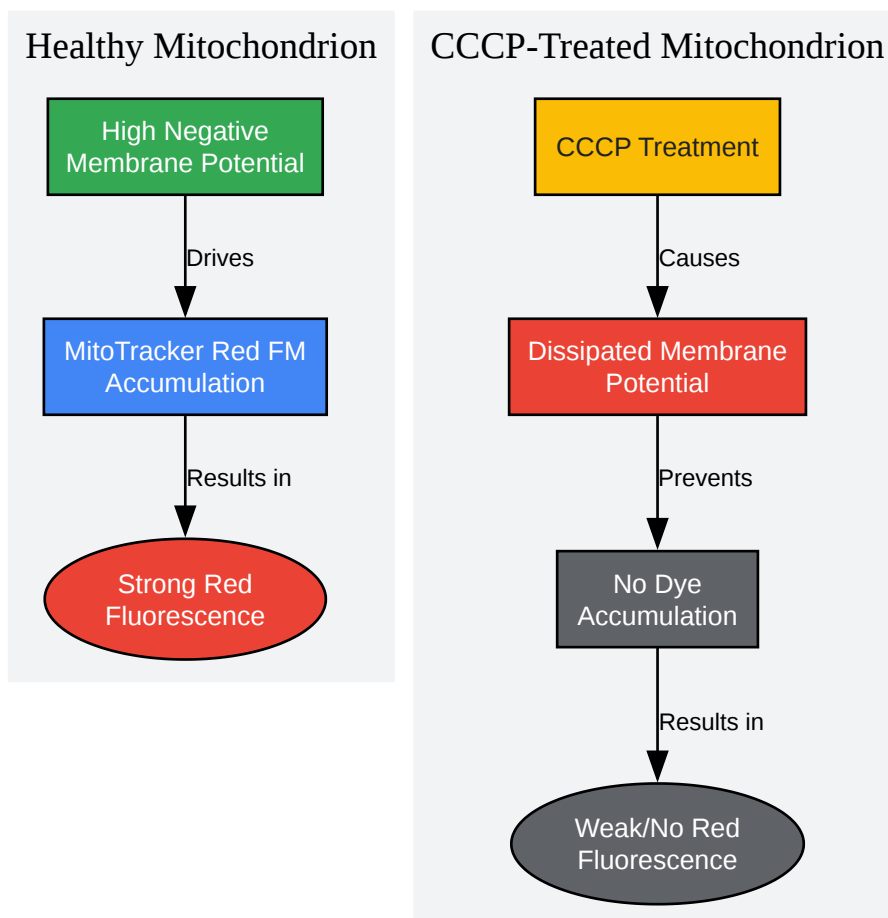 Healthy Mitochondrion
High Negative
Membrane Potential
Drives
MitoTracker Red FM
Accumulation
Results in
Strong Red
Fluorescence
CCCP-Treated Mitochondrion
CCCP Treatment
Causes
Dissipated Membrane
Potential
Prevents
No Dye
Accumulation
Results in
Weak/No Red
Fluorescence